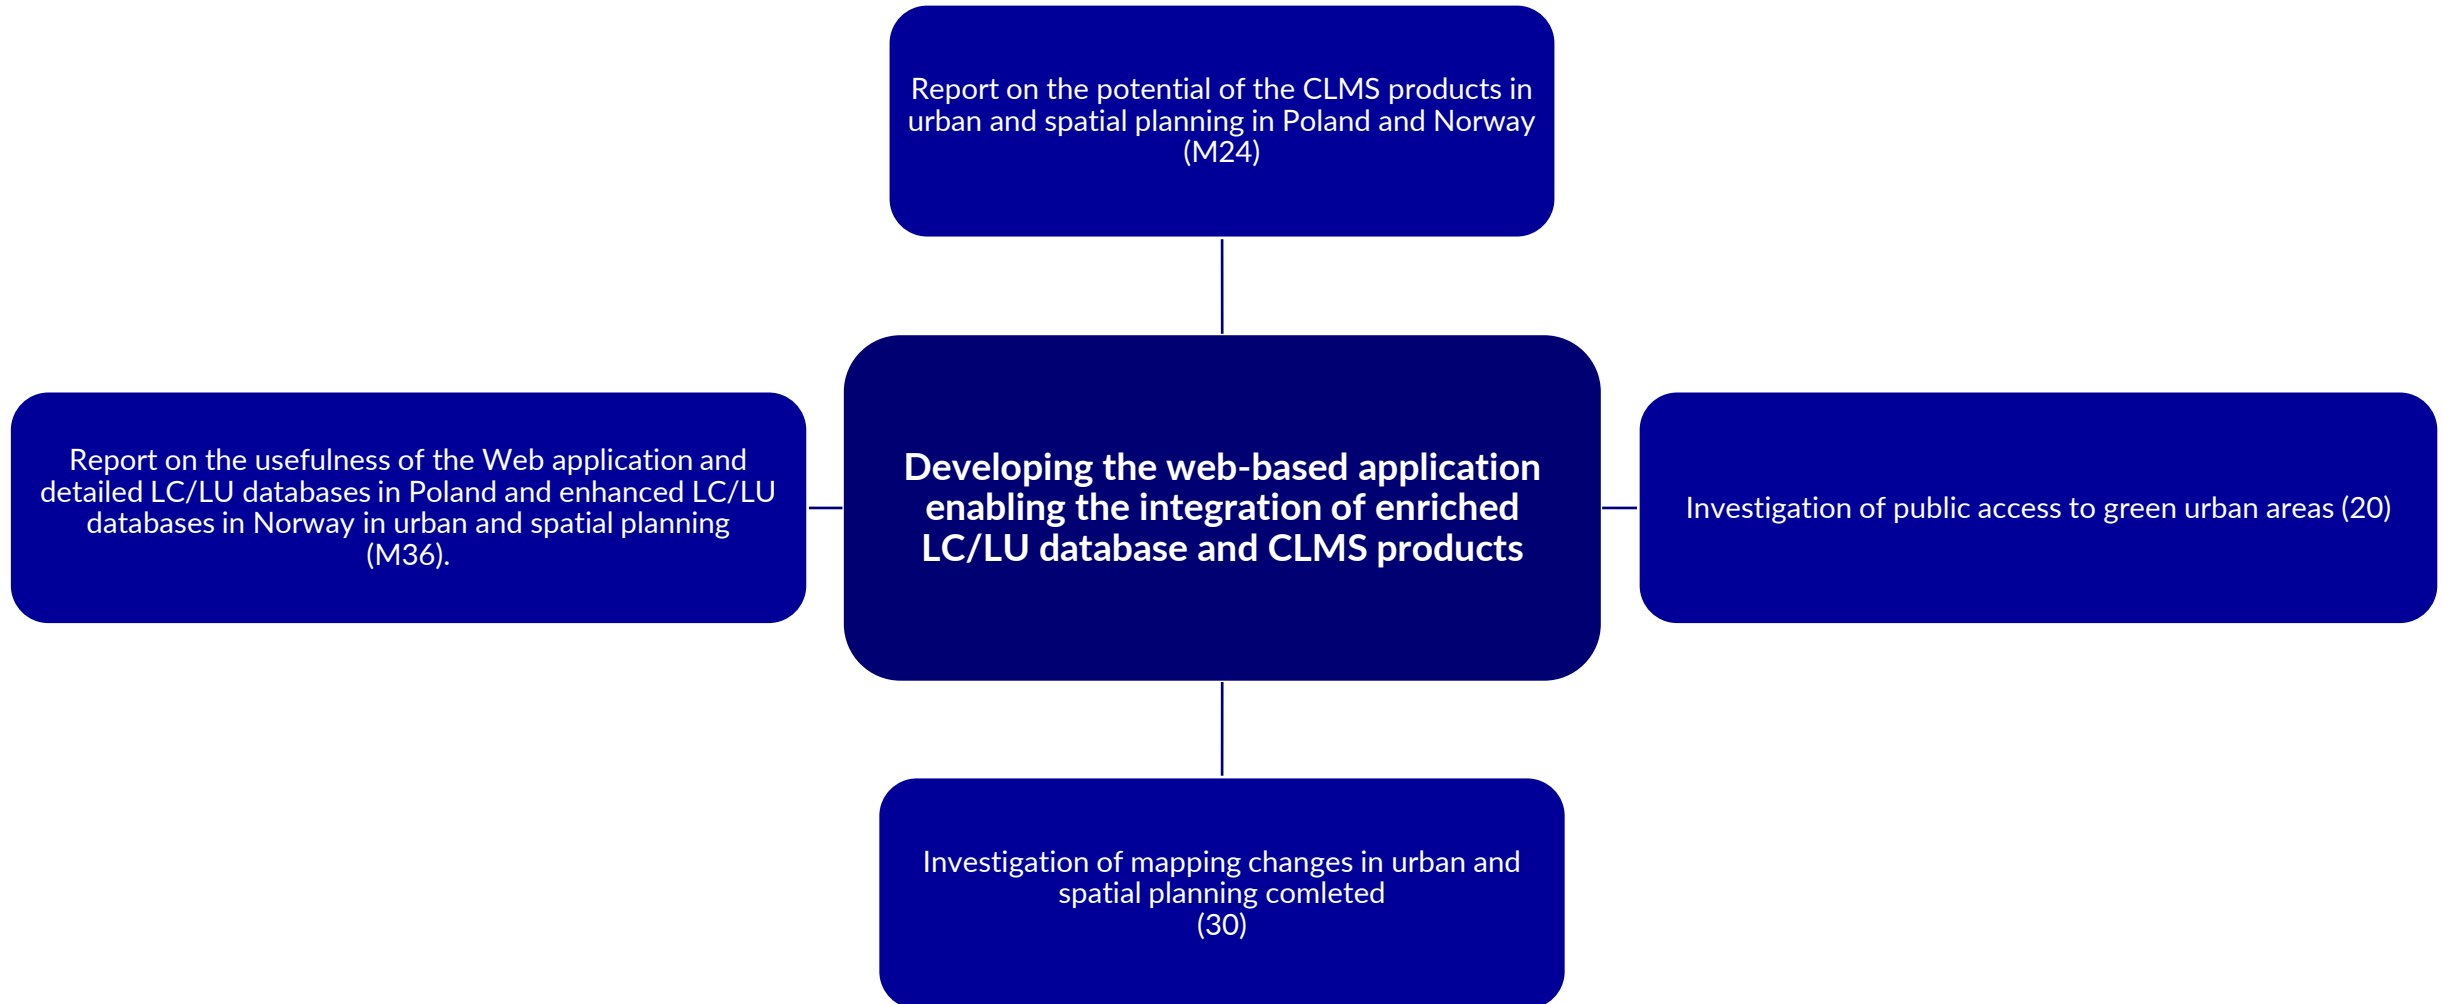 Report on the potential of the CLMS products in
urban and spatial planning in Poland and Norway
(M24)
Report on the usefulness of the Web application and
detailed LC/LU databases in Poland and enhanced LC/LU
databases in Norway in urban and spatial planning
(M36).
Developing the web-based application
enabling the integration of enriched
LC/LU database and CLMS products
Investigation of public access to green urban areas (20)
Investigation of mapping changes in urban and
spatial planning comleted
(30)